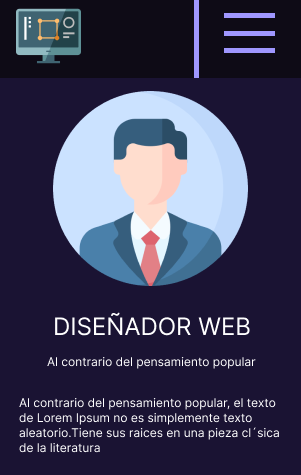 DISEÑADOR WEB
Al contrario del pensamiento popular
Al contrario del pensamiento popular, el texto
de Lorem Ipsum no es simplemente texto
aleatorio.Tiene sus raices en una pieza cl´sica
de la literatura